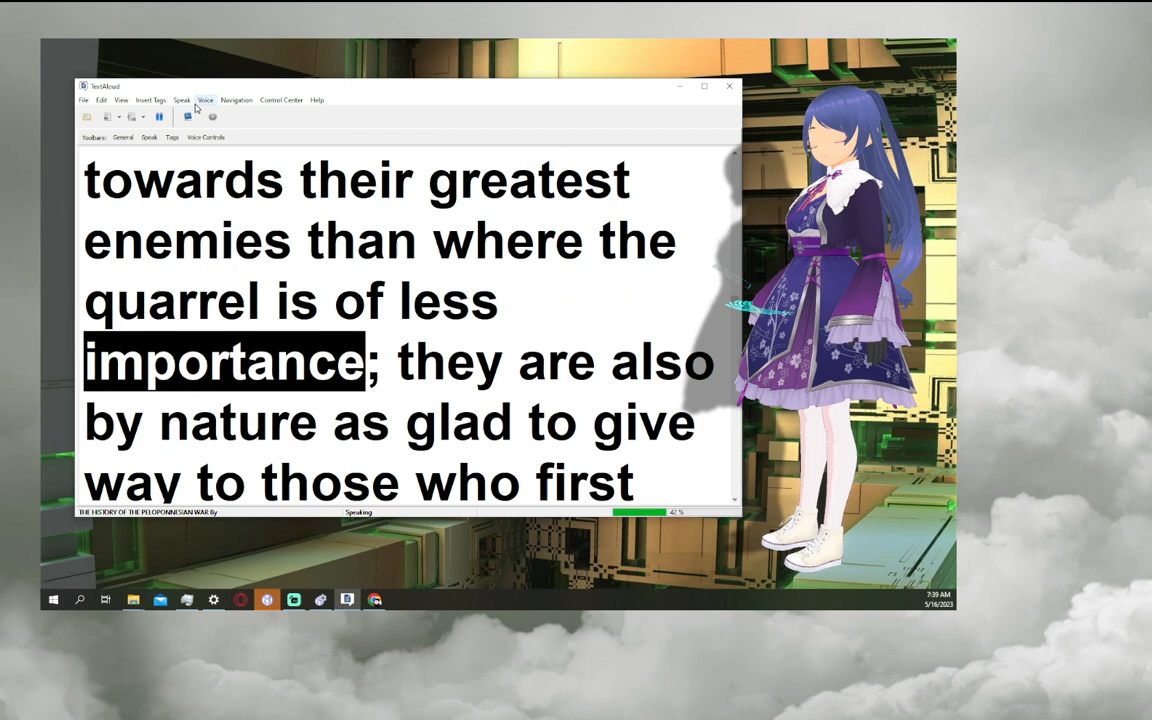 TextAloud
File Edit View Insert Tags Speak Voice Navigation Control Center Help
Toolbars: General Speak Tags Voice Controls
towards their greatest
enemies than where the
quarrel is of less
importance; they are also
by nature as glad to give
way to those who first
THE HISTORY OF THE PELOPONNESIAN WAR By Speaking 42 %
7:39 AM
5/16/2023